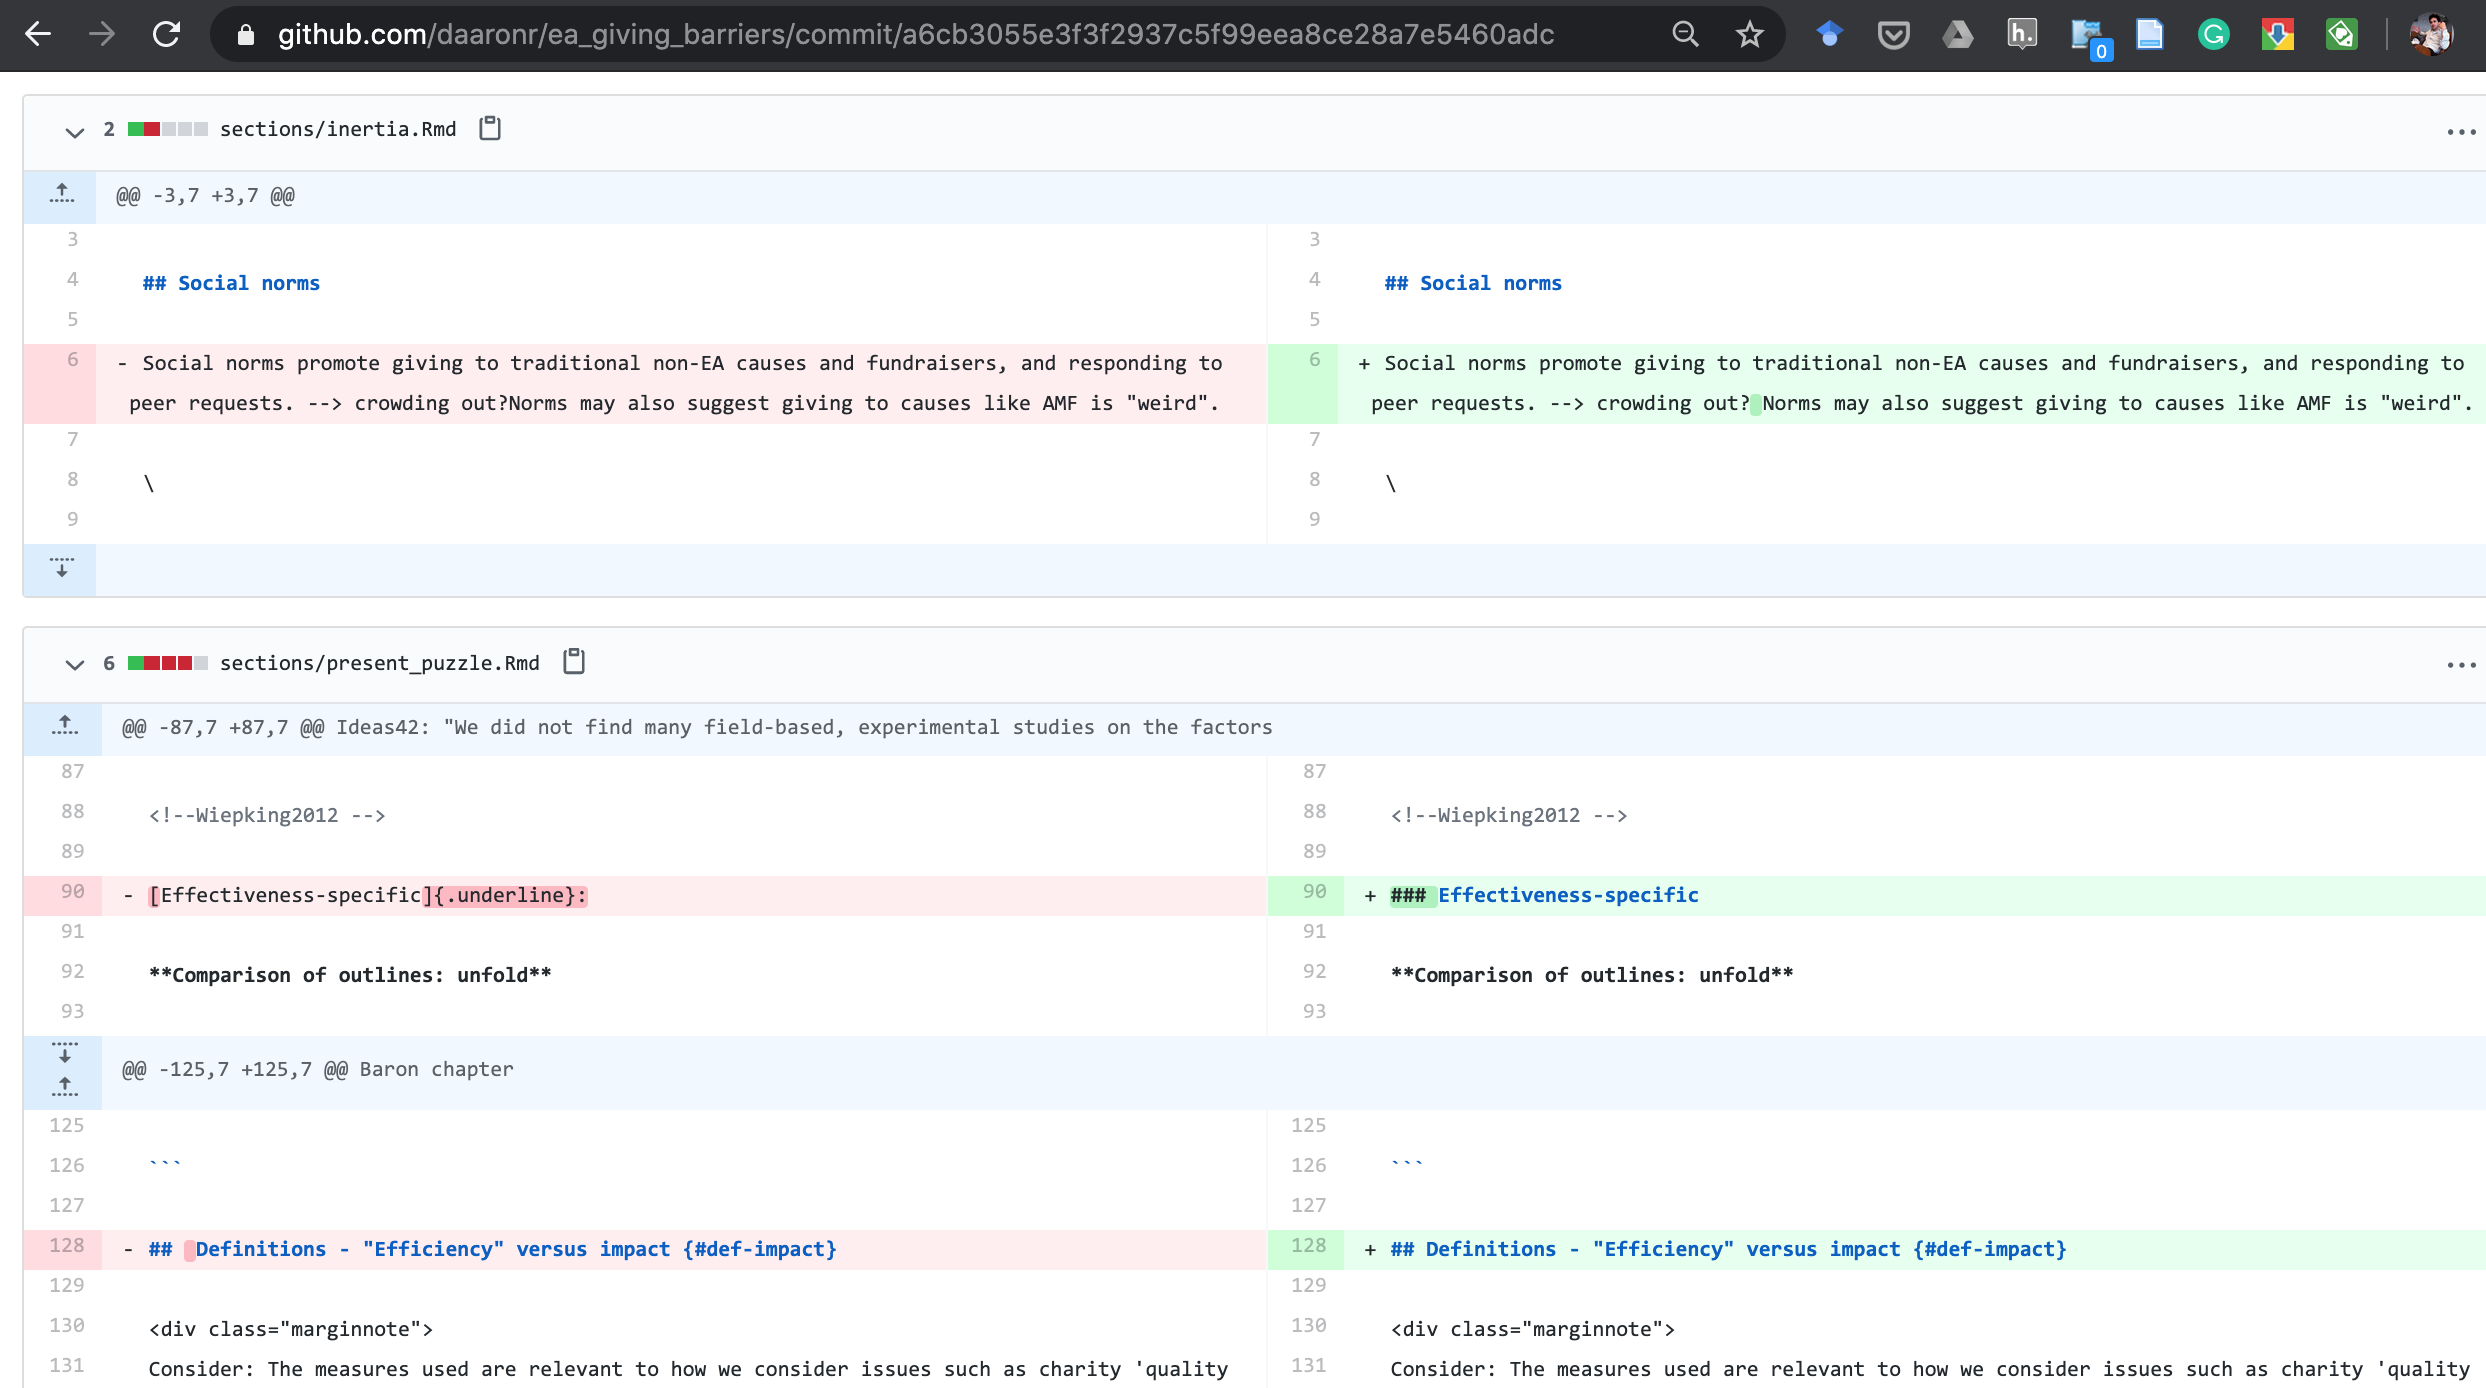 github.com/daaronr/ea_giving_barriers/commit/a6cb3055e3f3f2937c5f99eea8ce28a7e5460adc
h.
0
G
2 sections/inertia.Rmd
@@ -3,7 +3,7 @@
3 3
4 ## Social norms 4 ## Social norms
5 5
6 - Social norms promote giving to traditional non-EA causes and fundraisers, and responding to
peer requests. --> crowding out?Norms may also suggest giving to causes like AMF is "weird".
6 + Social norms promote giving to traditional non-EA causes and fundraisers, and responding to
peer requests. --> crowding out? Norms may also suggest giving to causes like AMF is "weird".
7 7
8 \ 8 \
9 9
6 sections/present_puzzle.Rmd
@@ -87,7 +87,7 @@ Ideas42: "We did not find many field-based, experimental studies on the factors
87 87
88 <!--Wiepking2012 --> 88 <!--Wiepking2012 -->
89 89
90 - [Effectiveness-specific]{.underline}: 90 + ### Effectiveness-specific
91 91
92 **Comparison of outlines: unfold** 92 **Comparison of outlines: unfold**
93 93
@@ -125,7 +125,7 @@ Baron chapter
125 125
126 ``` 126 ```
127 127
128 - ##  Definitions - "Efficiency" versus impact {#def-impact} 128 + ## Definitions - "Efficiency" versus impact {#def-impact}
129 129
130 <div class="marginnote"> 130 <div class="marginnote">
131 Consider: The measures used are relevant to how we consider issues such as charity 'quality 131 Consider: The measures used are relevant to how we consider issues such as charity 'quality